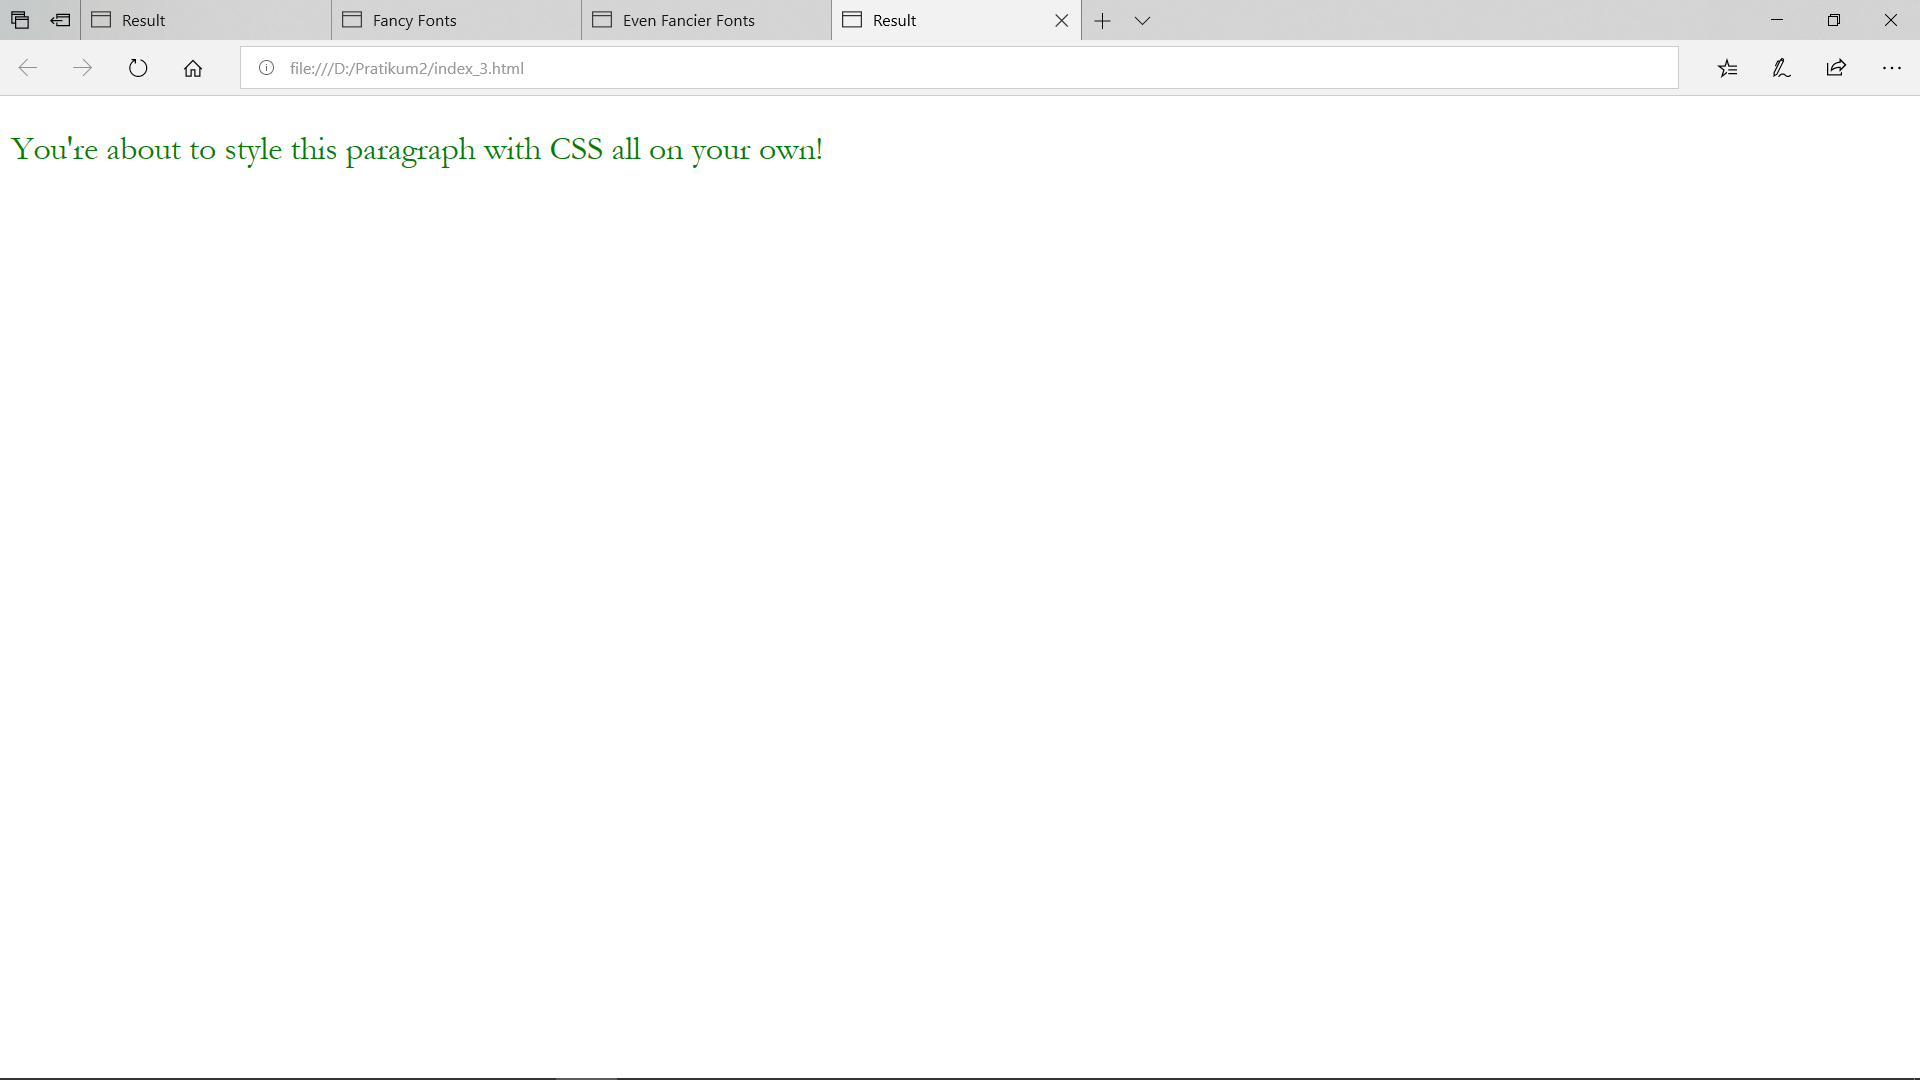 Result
Fancy Fonts
Even Fancier Fonts
Result
file:///D:/Pratikum2/index_3.html
You're about to style this paragraph with CSS all on your own!